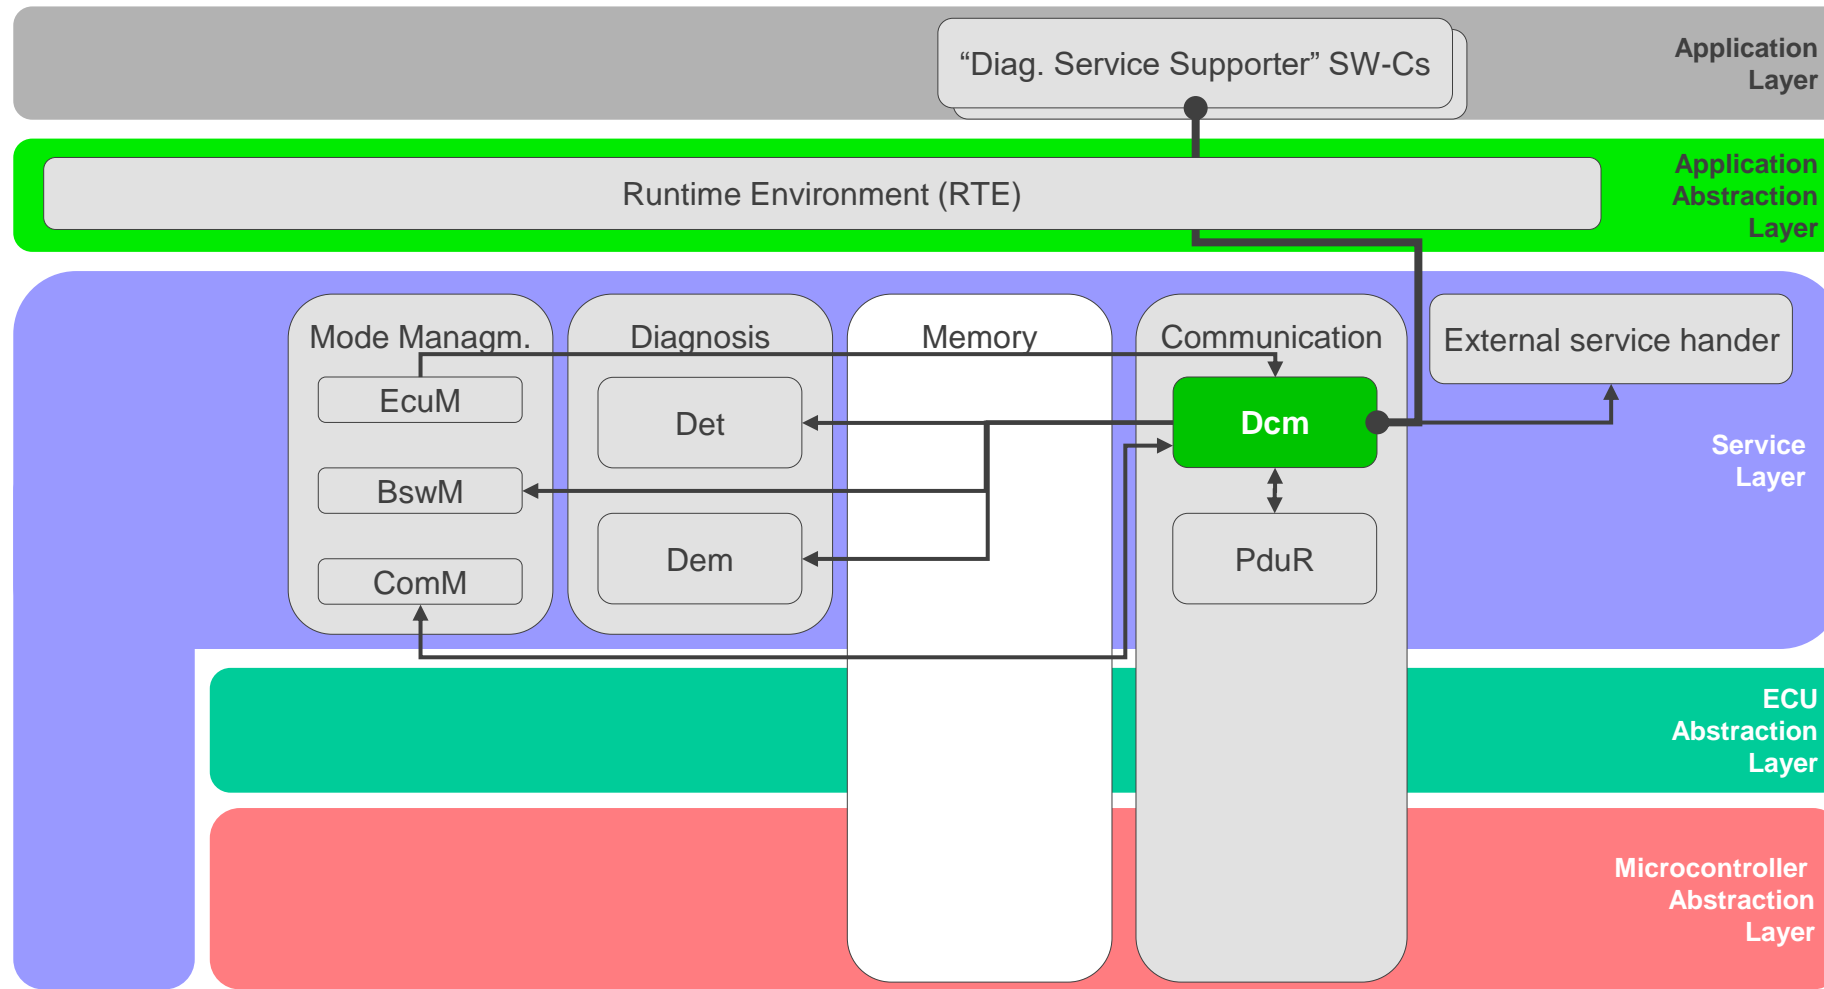 “Diag. Service Supporter” SW-Cs
Application
Layer
Runtime Environment (RTE)
Application
Abstraction
Layer
Mode Managm.
Diagnosis
Memory
Communication
External service hander
EcuM
Det
Dcm
BswM
Service
Layer
Dem
PduR
ComM
ECU
Abstraction
Layer
Microcontroller
Abstraction
Layer